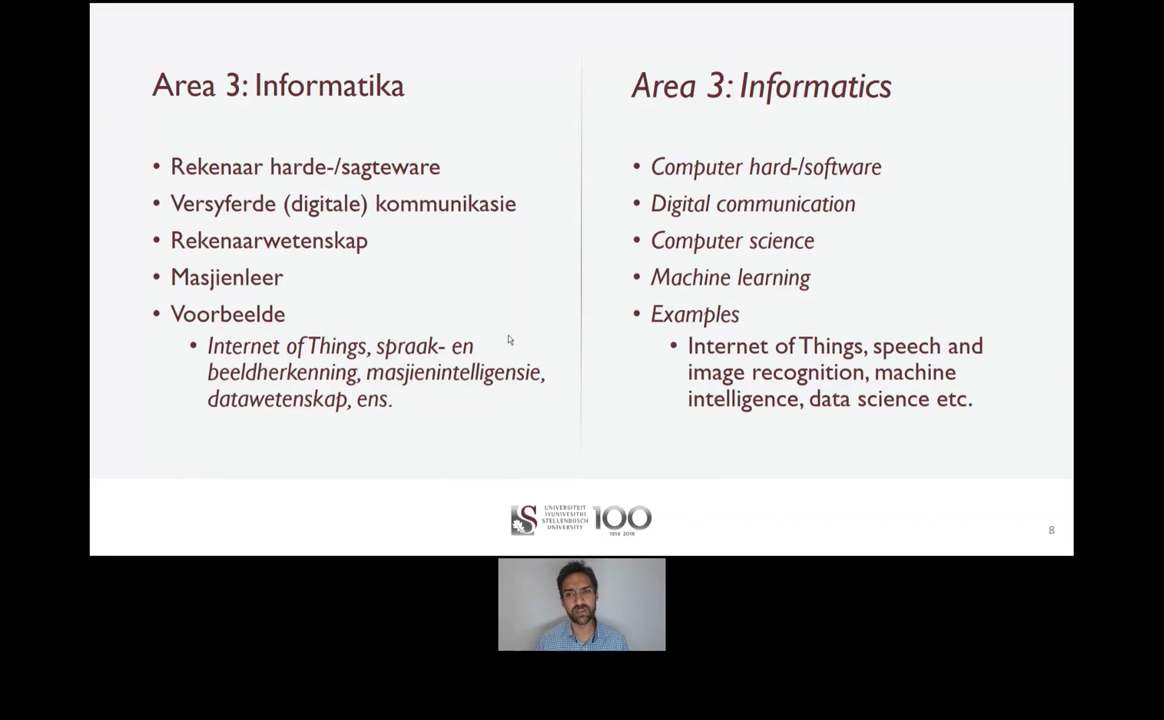 Area 3: Informatika
• Rekenaar harde-/sagteware
• Versyferde (digitale) kommunikasie
• Rekenaarwetenskap
• Masjienleer
• Voorbeelde
• Internet of Things, spraak- en
beeldherkenning, masjienintelligensie,
datawetenskap, ens.
Area 3: Informatics
• Computer hard-/software
• Digital communication
• Computer science
• Machine learning
• Examples
• Internet of Things, speech and
image recognition, machine
intelligence, data science etc.
UNIVERSITEIT
IYUNIVESITHI
STELLENBOSCH
UNIVERSITY
100
1918 2018
8